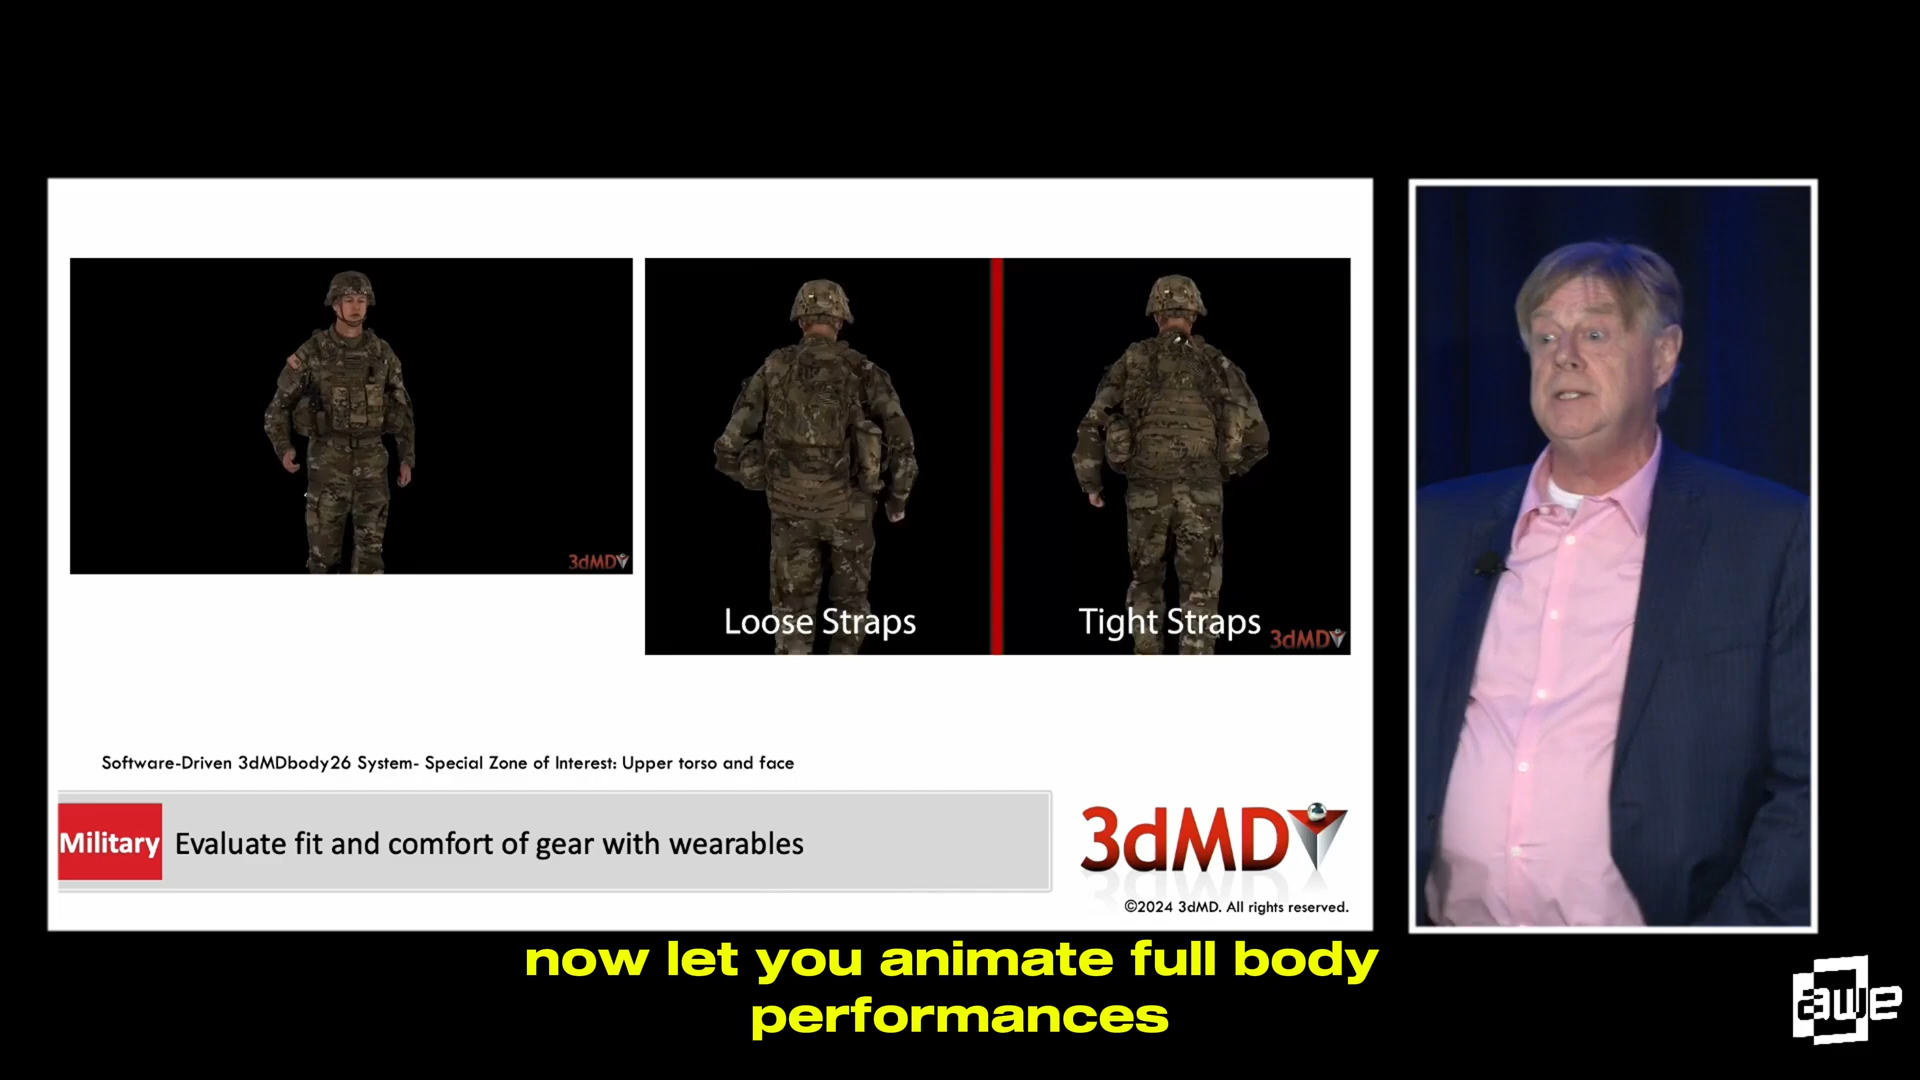 3dMD
Loose Straps
Tight Straps
3dMD
Software-Driven 3dMDbody26 System- Special Zone of Interest: Upper torso and face
Military
Evaluate fit and comfort of gear with wearables
3dMD
©2024 3dMD. All rights reserved.
now let you animate full body
performances
awe